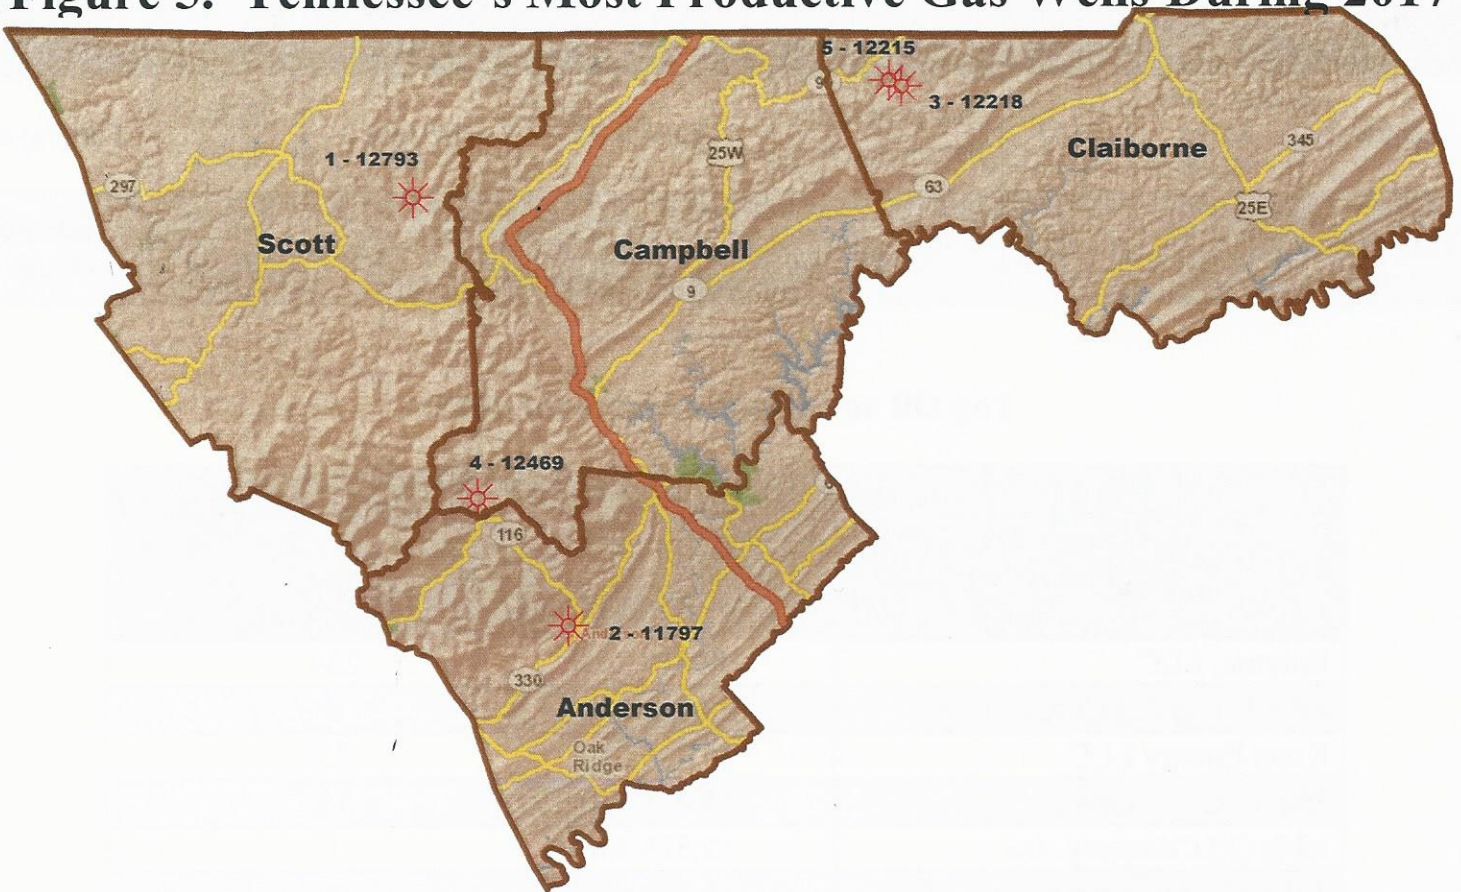 Figure 3: Tennessee's Most Productive Gas Wells During 2017
5 - 12215
9
3 - 12218
Claiborne
345
1 - 12793
25W
297
63
25E
Scott
Campbell
9
4 - 12469
116
2 - 11797
330
Anderson
Oak
Ridge